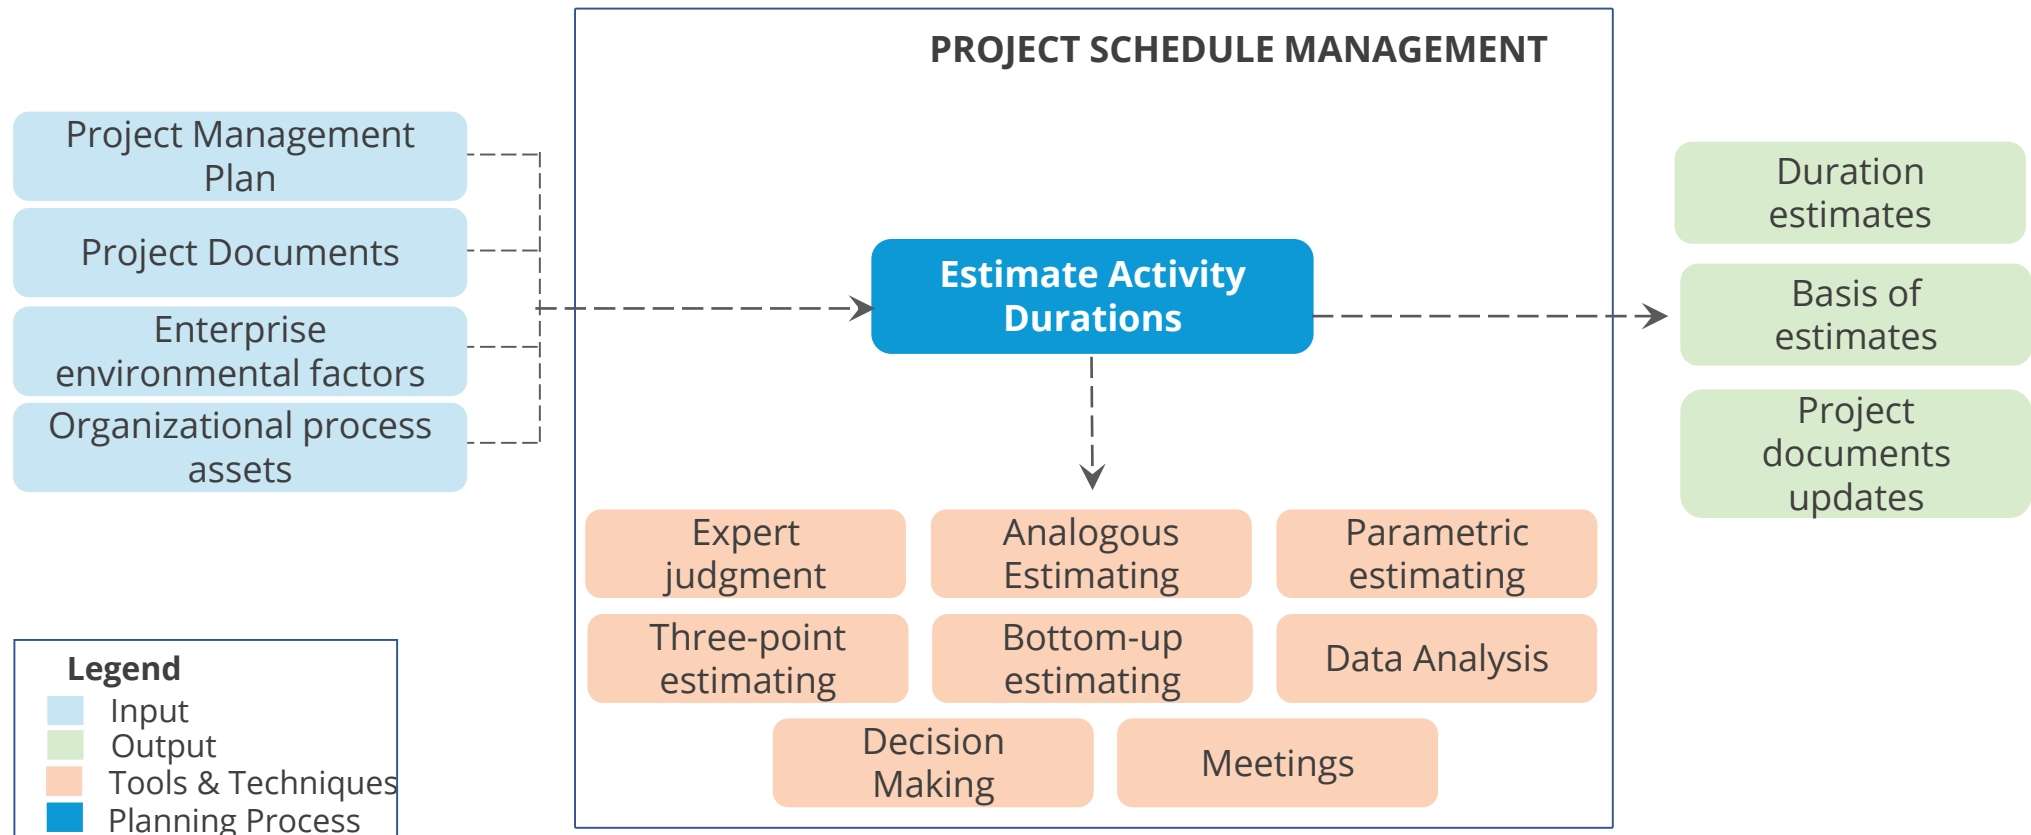 PROJECT SCHEDULE MANAGEMENT
Project Management
Plan
Project Documents
Enterprise
environmental factors
Organizational process
assets
Estimate Activity
Durations
Duration
estimates
Basis of
estimates
Project
documents
updates
Expert
judgment
Analogous
Estimating
Parametric
estimating
Three-point
estimating
Bottom-up
estimating
Data Analysis
Decision
Making
Meetings
Legend
Input
Output
Tools & Techniques
Planning Process